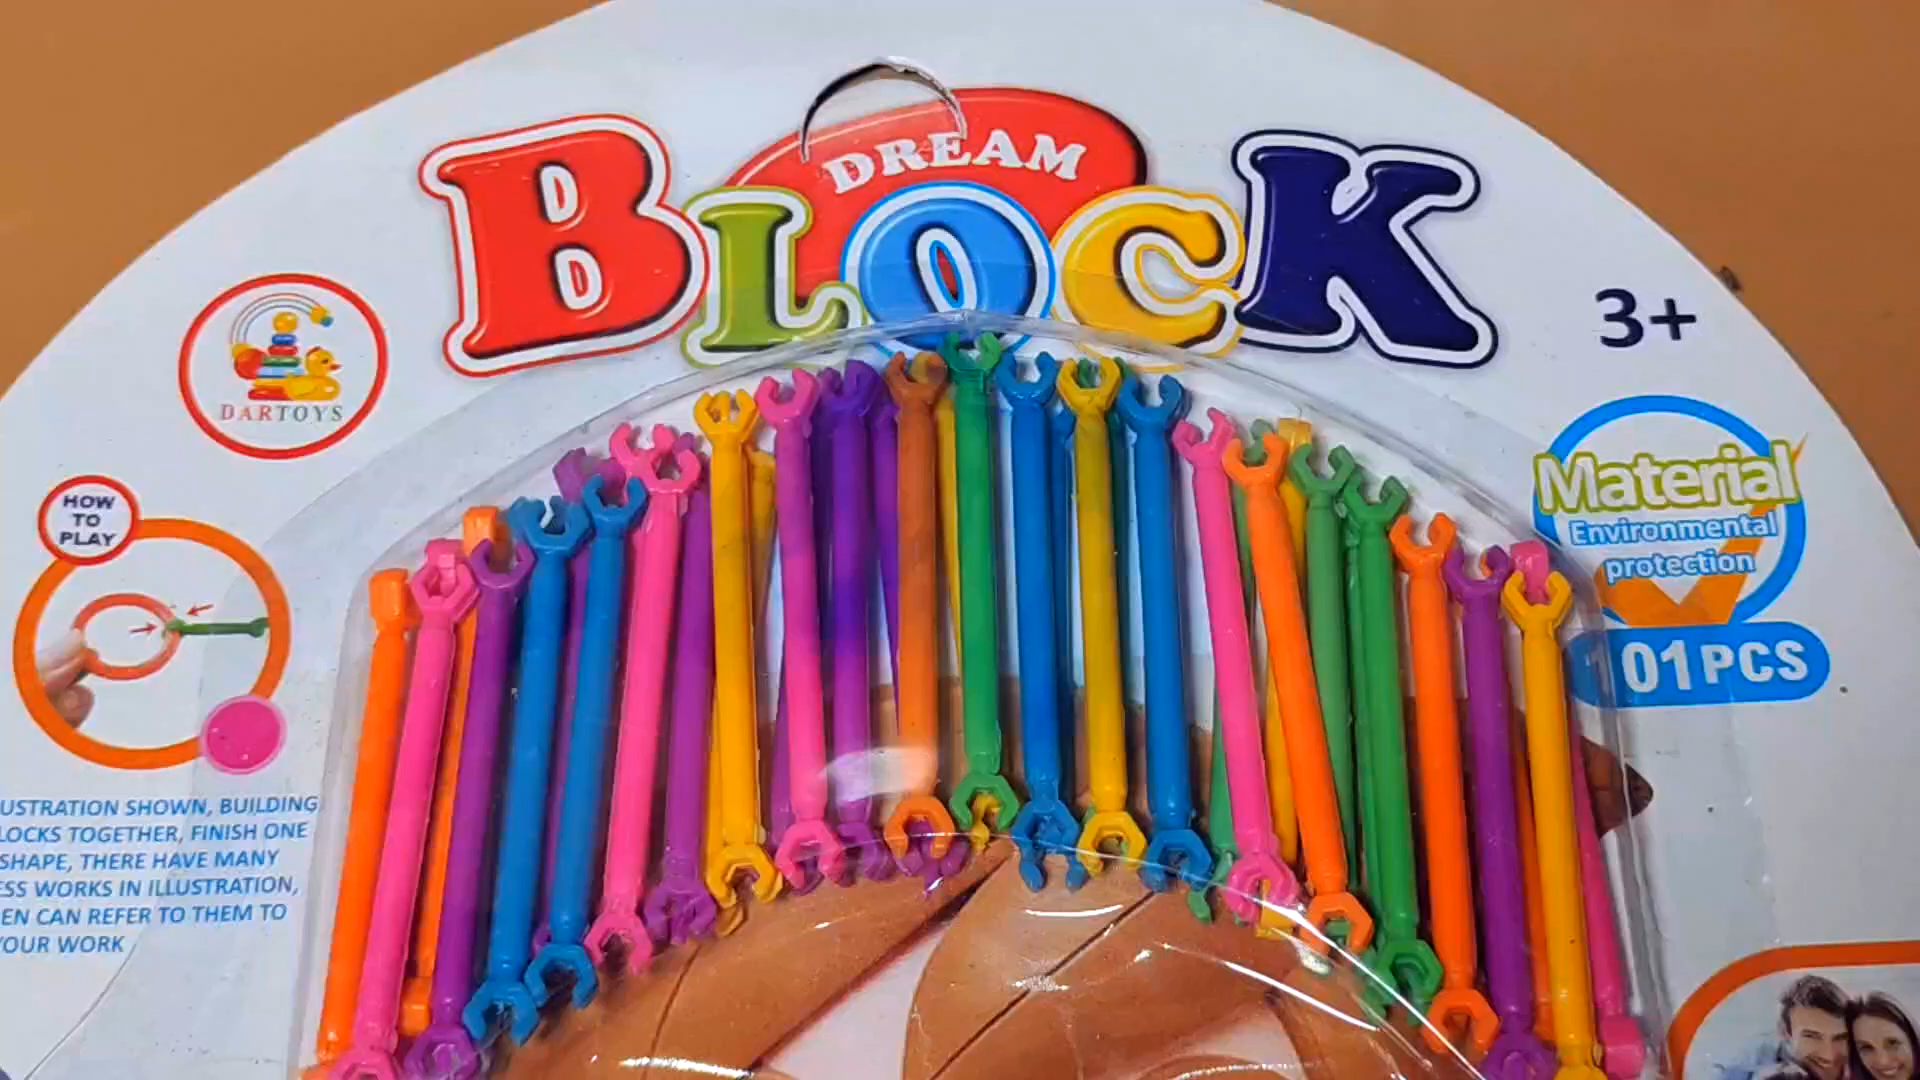 DREAM
BLOCK
3+
DARTOYS
HOW
TO
PLAY
Material
Environmental
protection
101PCS
USTRATION SHOWN, BUILDING
LOCKS TOGETHER, FINISH ONE
SHAPE, THERE HAVE MANY
ESS WORKS IN ILLUSTRATION,
EN CAN REFER TO THEM TO
YOUR WORK